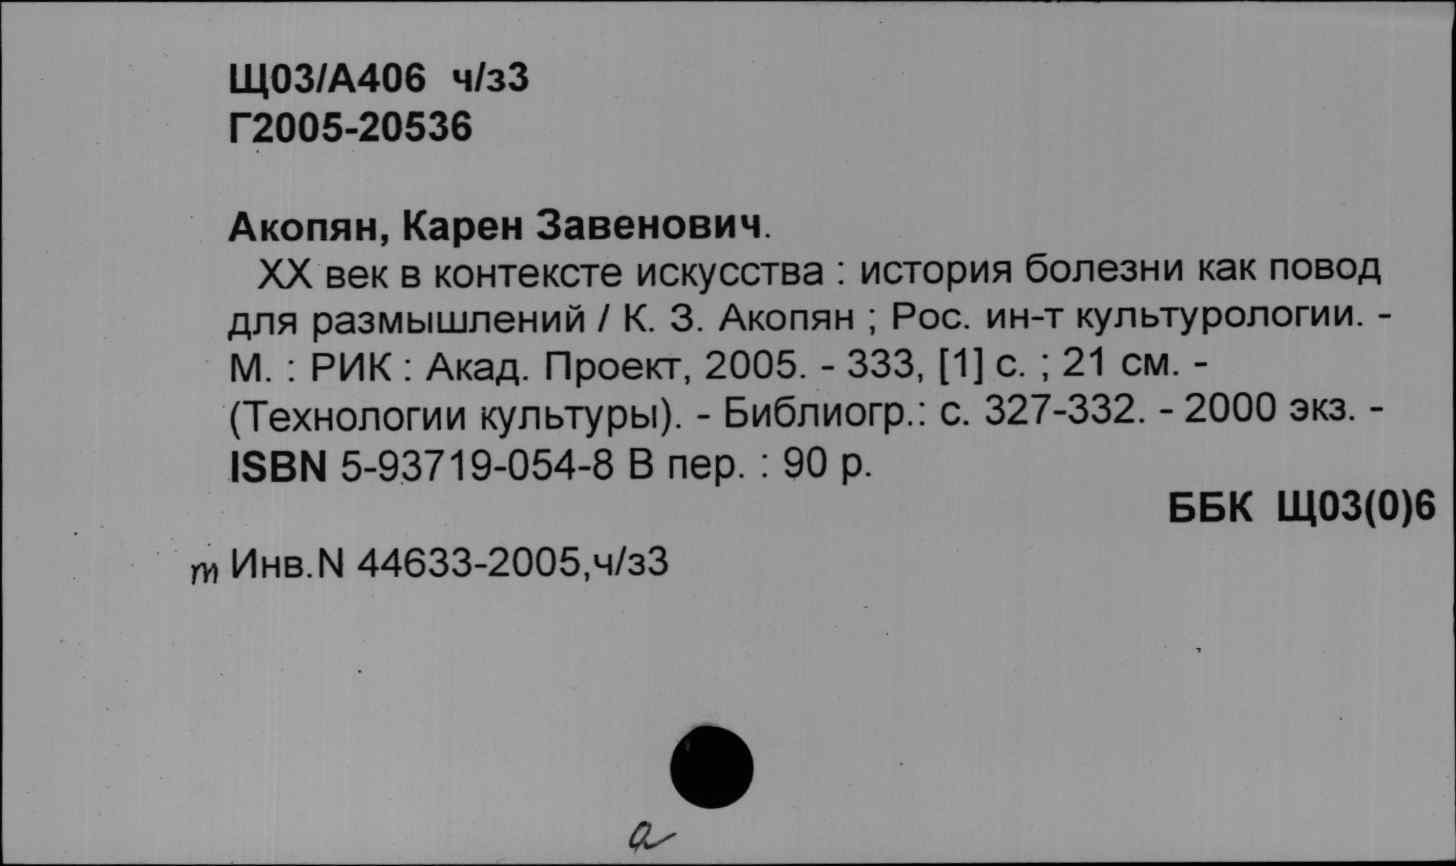 Щ03/А406 ч/з3
Г2005-20536
Акопян, Карен Завенович.
XX век в контексте искусства : история болезни как повод
для размышлений / К. З. Акопян ; Рос. ин-т культурологии. -
М. : РИК : Акад. Проект, 2005. - 333, [1] с. ; 21 см. -
(Технологии культуры). - Библиогр.: с. 327-332. - 2000 экз. -
ISBN 5-93719-054-8 В пер. : 90 р.
ББК Щ03(0)6
т Инв.N 44633-2005,ч/з3
а